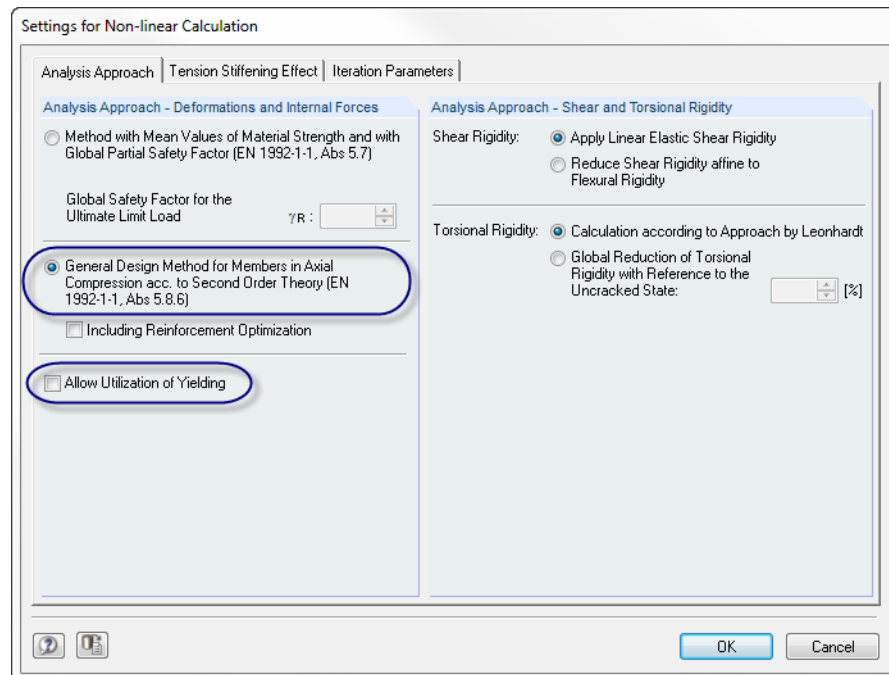 Settings for Non-linear Calculation
Analysis Approach
Tension Stiffening Effect
Iteration Parameters
Analysis Approach - Deformations and Internal Forces
Method with Mean Values of Material Strength and with
Global Partial Safety Factor (EN 1992-1-1, Abs 5.7)
Global Safety Factor for the
Ultimate Limit Load
γR :
General Design Method for Members in Axial
Compression acc. to Second Order Theory (EN
1992-1-1, Abs 5.8.6)
Including Reinforcement Optimization
Allow Utilization of Yielding
Analysis Approach - Shear and Torsional Rigidity
Shear Rigidity:
Apply Linear Elastic Shear Rigidity
Reduce Shear Rigidity affine to
Flexural Rigidity
Torsional Rigidity:
Calculation according to Approach by Leonhardt
Global Reduction of Torsional
Rigidity with Reference to the
Uncracked State:
[%]
OK
Cancel